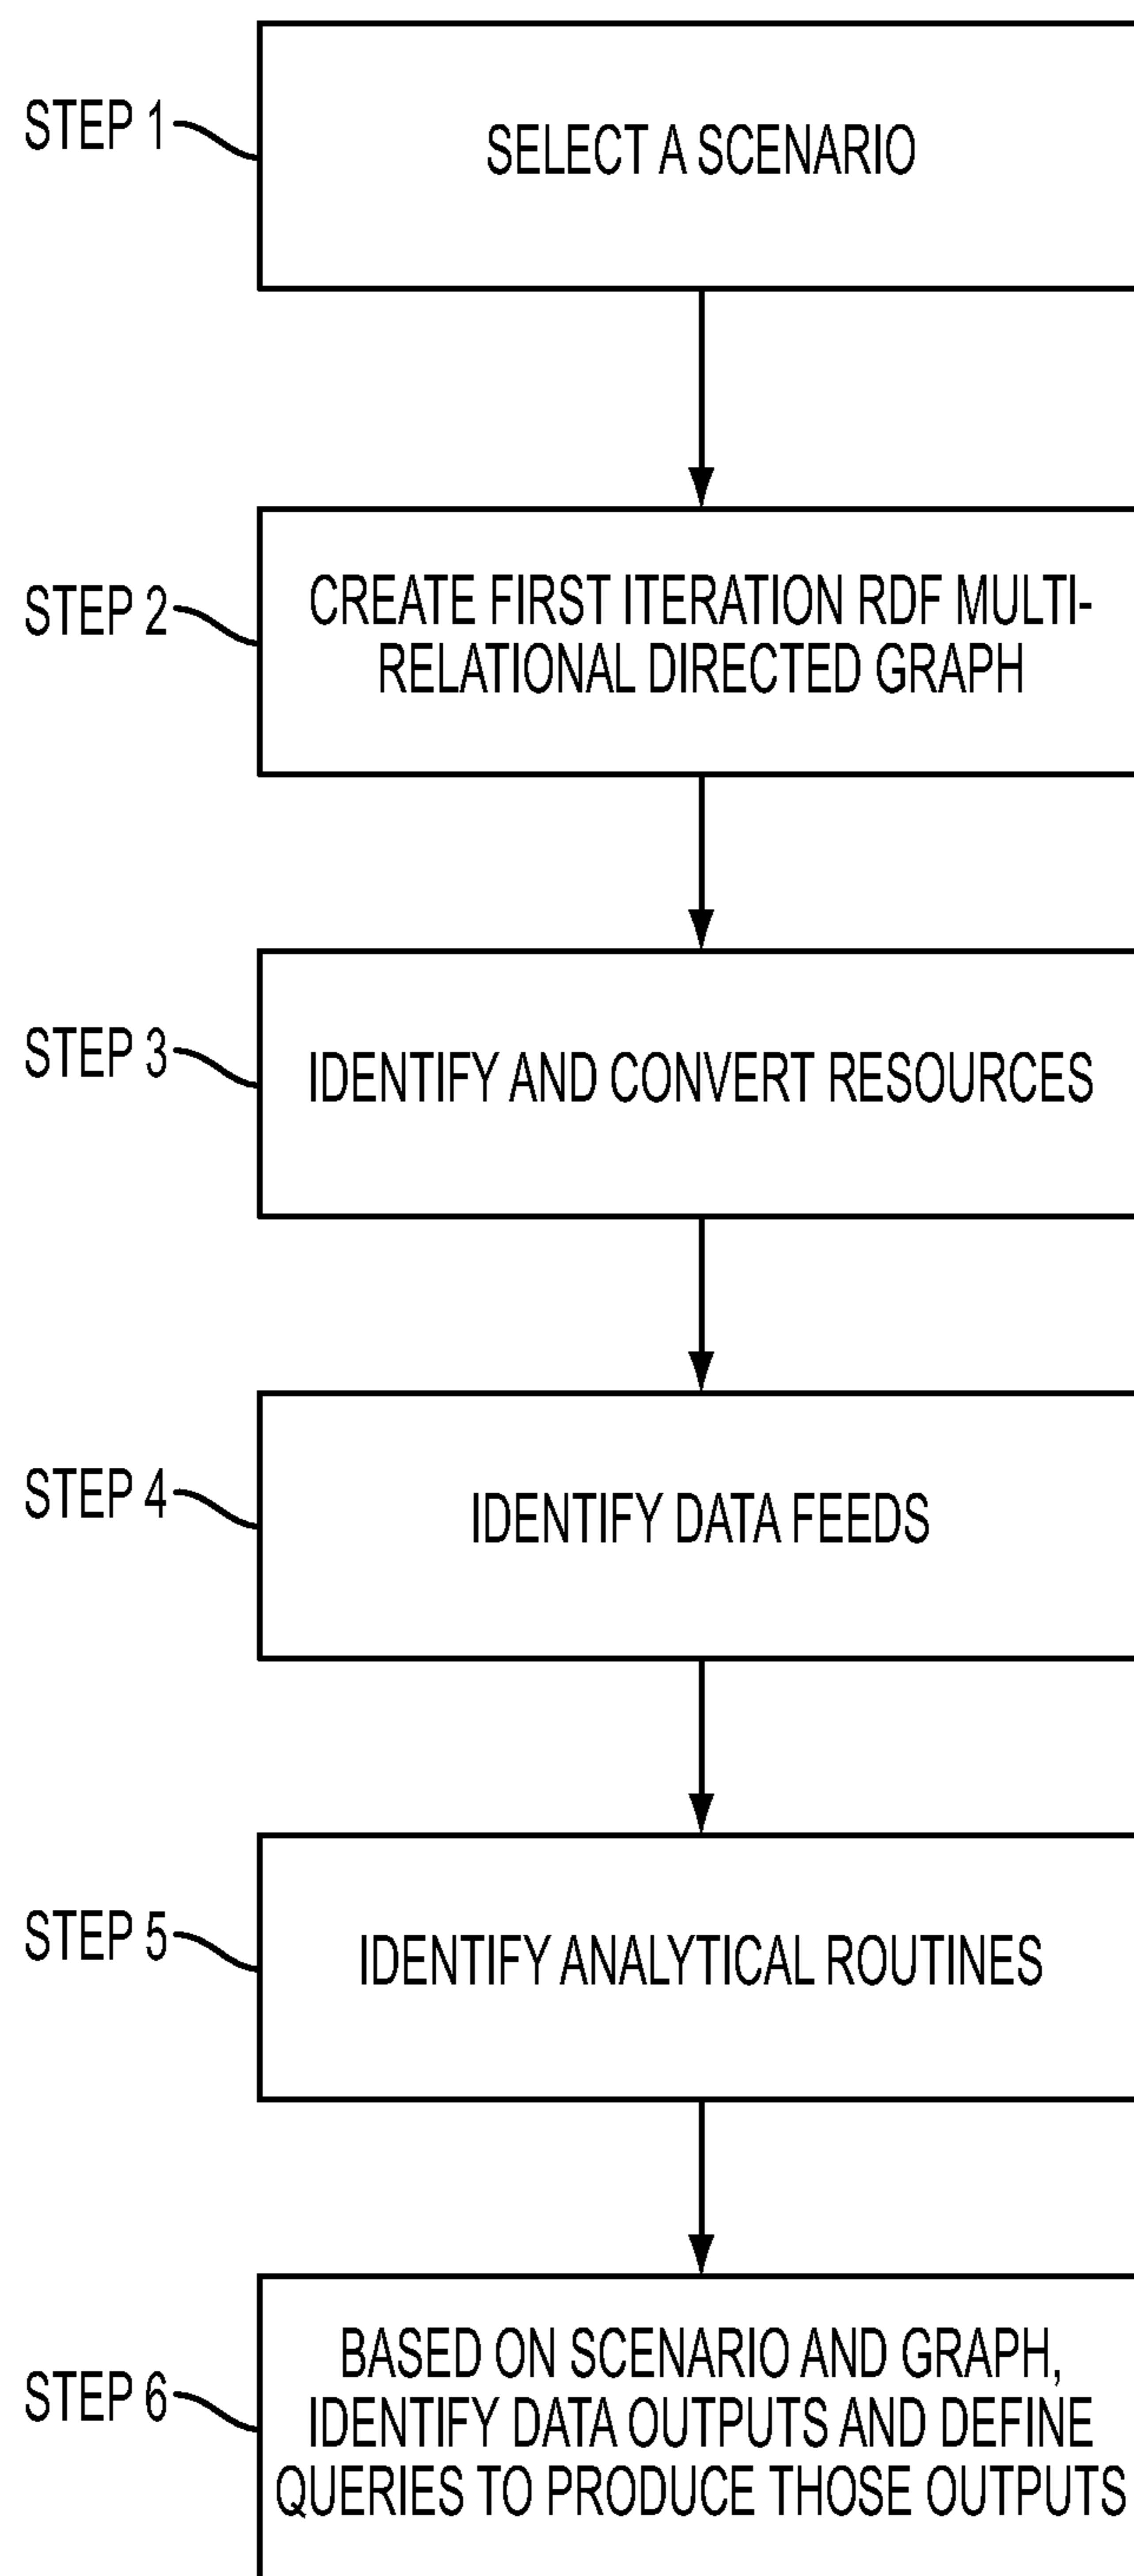 STEP 1
SELECT A SCENARIO
STEP 2
CREATE FIRST ITERATION RDF MULTI-
RELATIONAL DIRECTED GRAPH
STEP 3
IDENTIFY AND CONVERT RESOURCES
STEP 4
IDENTIFY DATA FEEDS
STEP 5
IDENTIFY ANALYTICAL ROUTINES
STEP 6
BASED ON SCENARIO AND GRAPH,
IDENTIFY DATA OUTPUTS AND DEFINE
QUERIES TO PRODUCE THOSE OUTPUTS